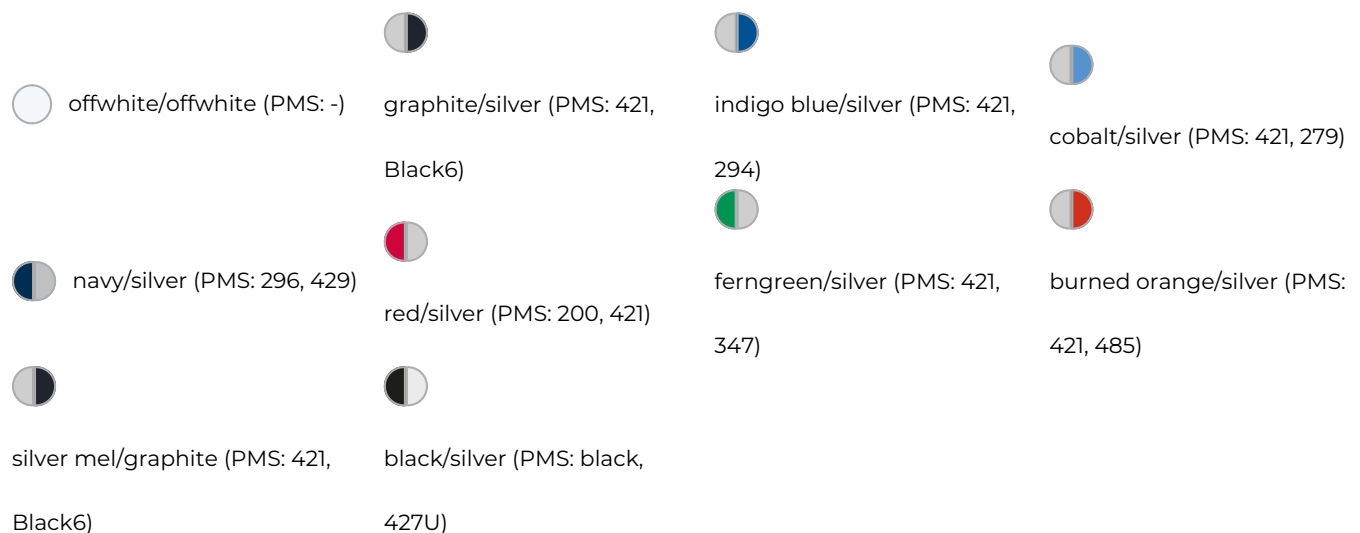 offwhite/offwhite (PMS: -)
graphite/silver (PMS: 421,
Black6)
indigo blue/silver (PMS: 421,
294)
cobalt/silver (PMS: 421, 279)
navy/silver (PMS: 296, 429)
red/silver (PMS: 200, 421)
ferngreen/silver (PMS: 421,
347)
burned orange/silver (PMS:
421, 485)
silver mel/graphite (PMS: 421,
Black6)
black/silver (PMS: black,
427U)